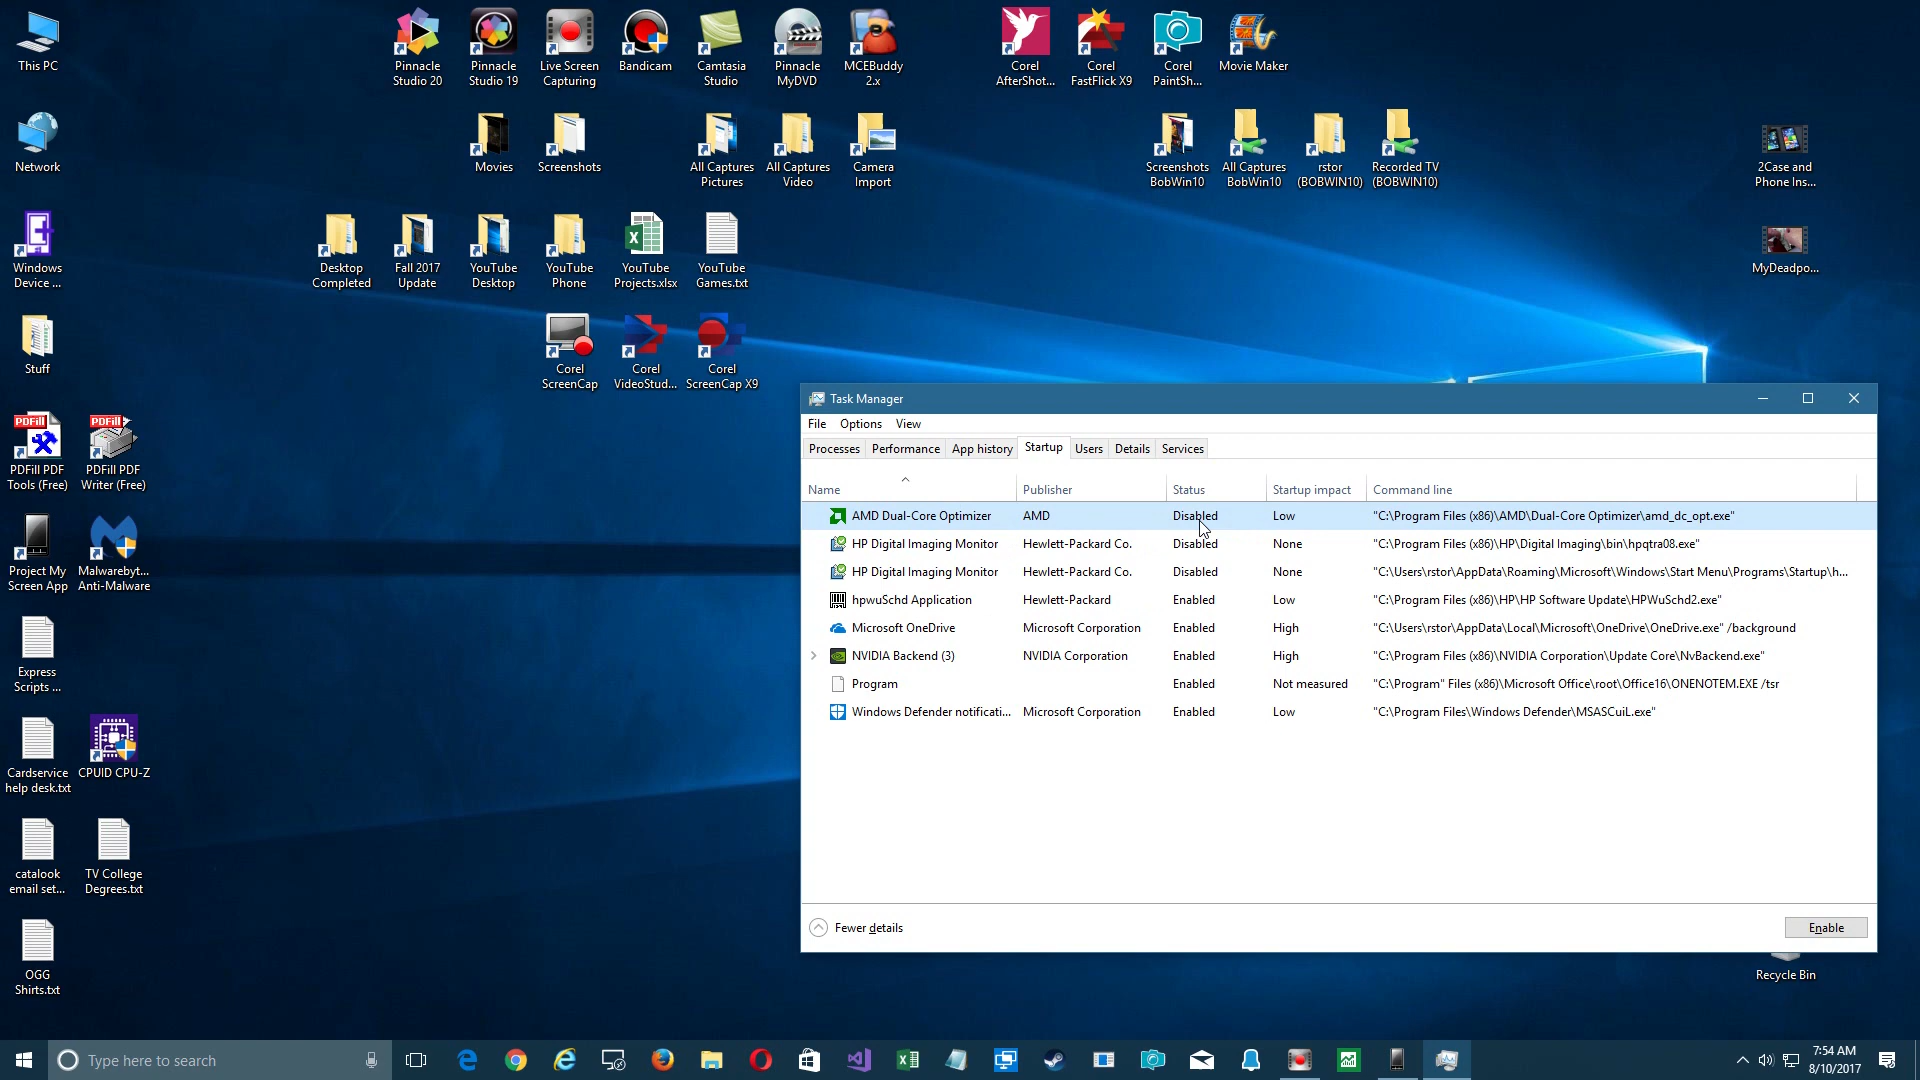 This PC
Pinnacle Studio 20
Pinnacle Studio 19
Live Screen Capturing
Bandicam
Camtasia Studio
Pinnacle MyDVD
MCEBuddy 2.x
Corel AfterShot...
Corel FastFlick X9
Corel PaintSh...
Movie Maker
Network
Movies
Screenshots
All Captures Pictures
All Captures Video
Camera Import
Screenshots BobWin10
All Captures BobWin10
rstor (BOBWIN10)
Recorded TV (BOBWIN10)
2Case and Phone Ins...
Windows Device ...
Desktop Completed
Fall 2017 Update
YouTube Desktop
YouTube Phone
YouTube Projects.xlsx
YouTube Games.txt
MyDeadpo...
Stuff
Corel ScreenCap
Corel VideoStud...
Corel ScreenCap X9
PDFill
PDFill PDF Tools (Free)
PDFill
PDFill PDF Writer (Free)
Project My Screen App
Malwarebyt... Anti-Malware
Express Scripts ...
Cardservice help desk.txt
CPUID CPU-Z
catalook email set...
TV College Degrees.txt
OGG Shirts.txt
Task Manager
File Options View
Processes Performance App history Startup Users Details Services
Name Publisher Status Startup impact Command line
AMD Dual-Core Optimizer AMD Disabled Low "C:\Program Files (x86)\AMD\Dual-Core Optimizer\amd_dc_opt.exe"
HP Digital Imaging Monitor Hewlett-Packard Co. Disabled None "C:\Program Files (x86)\HP\Digital Imaging\bin\hpqtra08.exe"
HP Digital Imaging Monitor Hewlett-Packard Co. Disabled None "C:\Users\rstor\AppData\Roaming\Microsoft\Windows\Start Menu\Programs\Startup\h...
hpwuSchd Application Hewlett-Packard Enabled Low "C:\Program Files (x86)\HP\HP Software Update\HPWuSchd2.exe"
Microsoft OneDrive Microsoft Corporation Enabled High "C:\Users\rstor\AppData\Local\Microsoft\OneDrive\OneDrive.exe" /background
NVIDIA Backend (3) NVIDIA Corporation Enabled High "C:\Program Files (x86)\NVIDIA Corporation\Update Core\NvBackend.exe"
Program Enabled Not measured "C:\Program" Files (x86)\Microsoft Office\root\Office16\ONENOTEM.EXE /tsr
Windows Defender notificati... Microsoft Corporation Enabled Low "C:\Program Files\Windows Defender\MSASCuiL.exe"
Fewer details
Enable
Recycle Bin
Type here to search
7:54 AM
8/10/2017